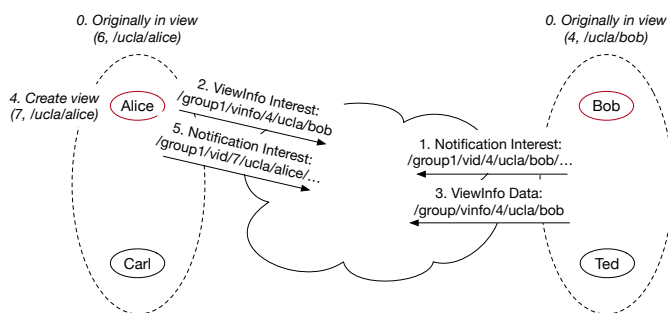 0. Originally in view
(6, /ucla/alice)
0. Originally in view
(4, /ucla/bob)
4. Create view
(7, /ucla/alice)
Alice
2. ViewInfo Interest:
/group1/vinfo/4/ucla/bob
5. Notification Interest:
/group1/vid/7/ucla/alice/…
Bob
1. Notification Interest:
/group1/vid/4/ucla/bob/…
3. ViewInfo Data:
/group/vinfo/4/ucla/bob
Carl
Ted